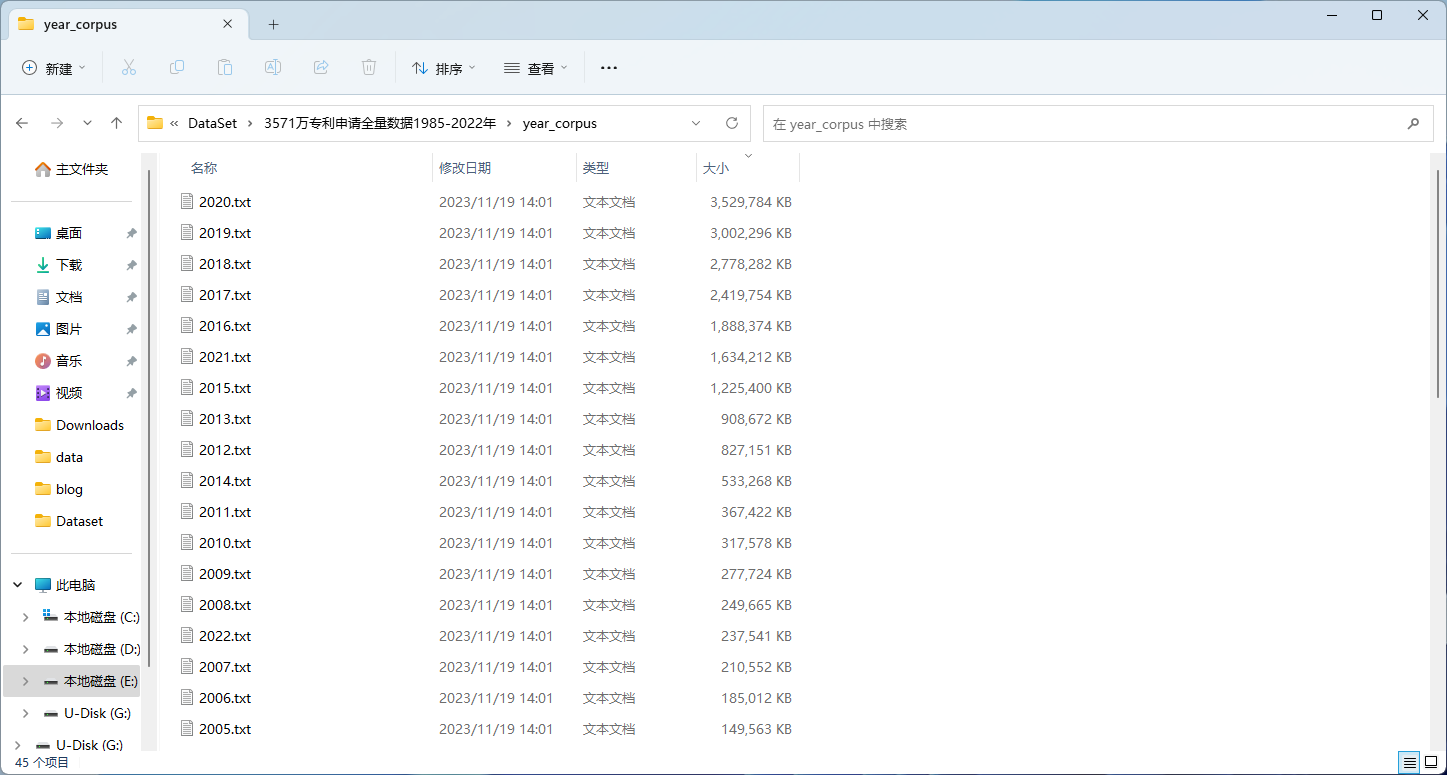 year_corpus
新建
排序
查看
« DataSet › 3571万专利申请全量数据1985-2022年 › year_corpus
在 year_corpus 中搜索
主文件夹
桌面
下载
文档
图片
音乐
视频
Downloads
data
blog
Dataset
此电脑
本地磁盘 (C:)
本地磁盘 (D:)
本地磁盘 (E:)
U-Disk (G:)
U-Disk (G:)
名称 修改日期 类型 大小
2020.txt 2023/11/19 14:01 文本文档 3,529,784 KB
2019.txt 2023/11/19 14:01 文本文档 3,002,296 KB
2018.txt 2023/11/19 14:01 文本文档 2,778,282 KB
2017.txt 2023/11/19 14:01 文本文档 2,419,754 KB
2016.txt 2023/11/19 14:01 文本文档 1,888,374 KB
2021.txt 2023/11/19 14:01 文本文档 1,634,212 KB
2015.txt 2023/11/19 14:01 文本文档 1,225,400 KB
2013.txt 2023/11/19 14:01 文本文档 908,672 KB
2012.txt 2023/11/19 14:01 文本文档 827,151 KB
2014.txt 2023/11/19 14:01 文本文档 533,268 KB
2011.txt 2023/11/19 14:01 文本文档 367,422 KB
2010.txt 2023/11/19 14:01 文本文档 317,578 KB
2009.txt 2023/11/19 14:01 文本文档 277,724 KB
2008.txt 2023/11/19 14:01 文本文档 249,665 KB
2022.txt 2023/11/19 14:01 文本文档 237,541 KB
2007.txt 2023/11/19 14:01 文本文档 210,552 KB
2006.txt 2023/11/19 14:01 文本文档 185,012 KB
2005.txt 2023/11/19 14:01 文本文档 149,563 KB
45 个项目